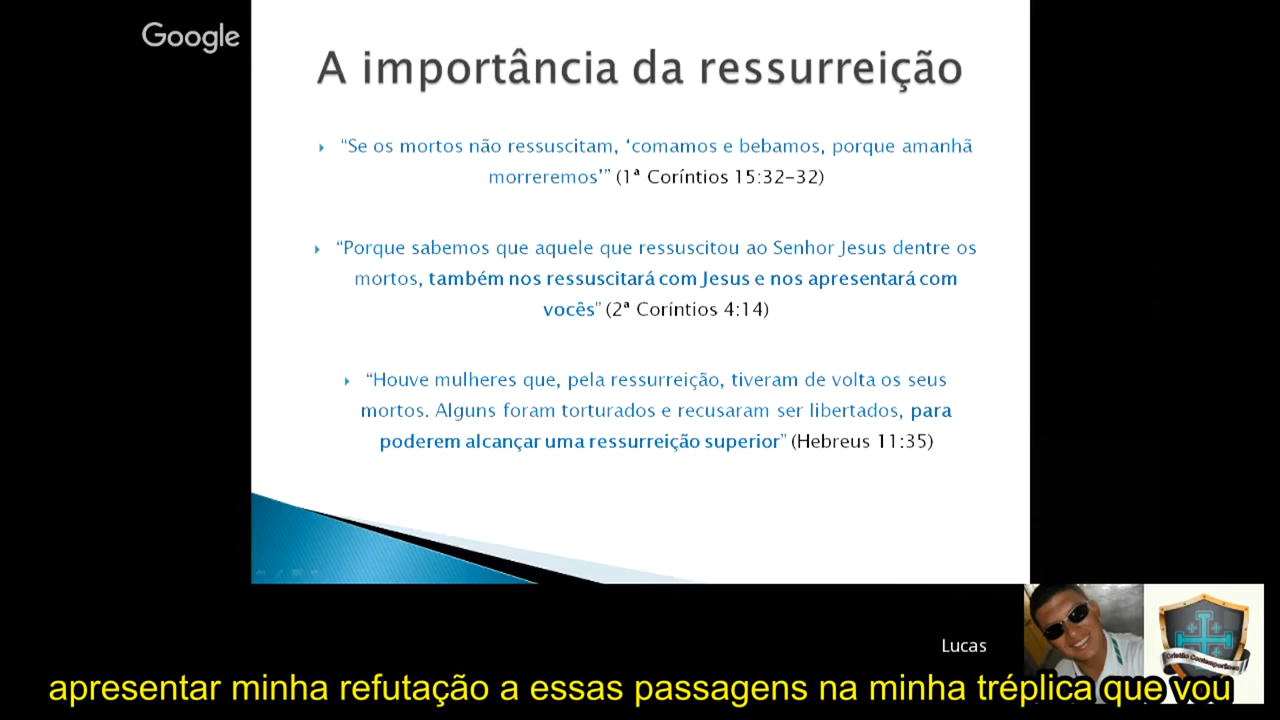 Google
A importância da ressurreição
“Se os mortos não ressuscitam, ‘comamos e bebamos, porque amanhã
morreremos’” (1ª Coríntios 15:32-32)
“Porque sabemos que aquele que ressuscitou ao Senhor Jesus dentre os
mortos, também nos ressuscitará com Jesus e nos apresentará com
vocês” (2ª Coríntios 4:14)
“Houve mulheres que, pela ressurreição, tiveram de volta os seus
mortos. Alguns foram torturados e recusaram ser libertados, para
poderem alcançar uma ressurreição superior” (Hebreus 11:35)
Lucas
Cristão Contemporâneo
apresentar minha refutação a essas passagens na minha tréplica que vou